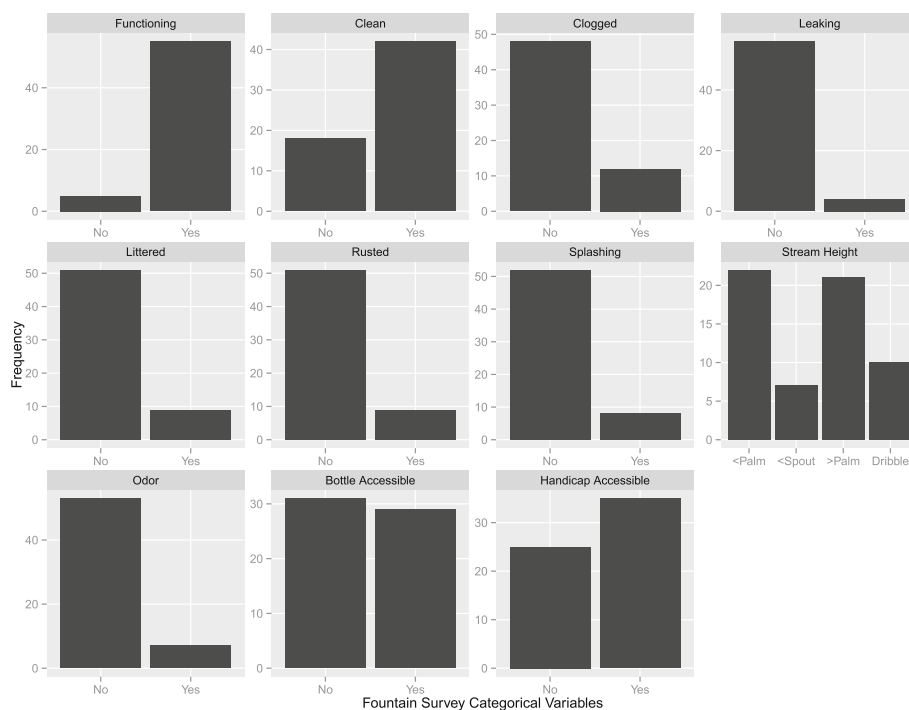 Functioning
Clean
Clogged
Leaking
40
20
0
No
Yes
40
30
20
10
0
No
Yes
50
40
30
20
10
0
No
Yes
40
20
0
No
Yes
Littered
Rusted
Splashing
Stream Height
50
40
30
20
10
0
No
Yes
50
40
30
20
10
0
No
Yes
50
40
30
20
10
0
No
Yes
20
15
10
5
0
<Palm
<Spout
>Palm
Dribble
Frequency
Odor
Bottle Accessible
Handicap Accessible
40
20
0
No
Yes
30
20
10
0
No
Yes
30
20
10
0
No
Yes
Fountain Survey Categorical Variables